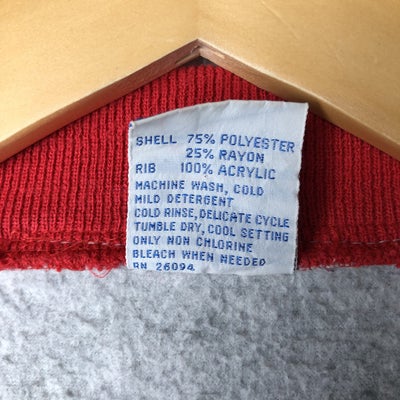 SHELL 75% POLYESTER
25% RAYON
RIB 100% ACRYLIC
MACHINE WASH, COLD
MILD DETERGENT
COLD RINSE, DELICATE CYCLE
TUMBLE DRY, COOL SETTING
ONLY NON CHLORINE
BLEACH WHEN NEEDED
RN 26094